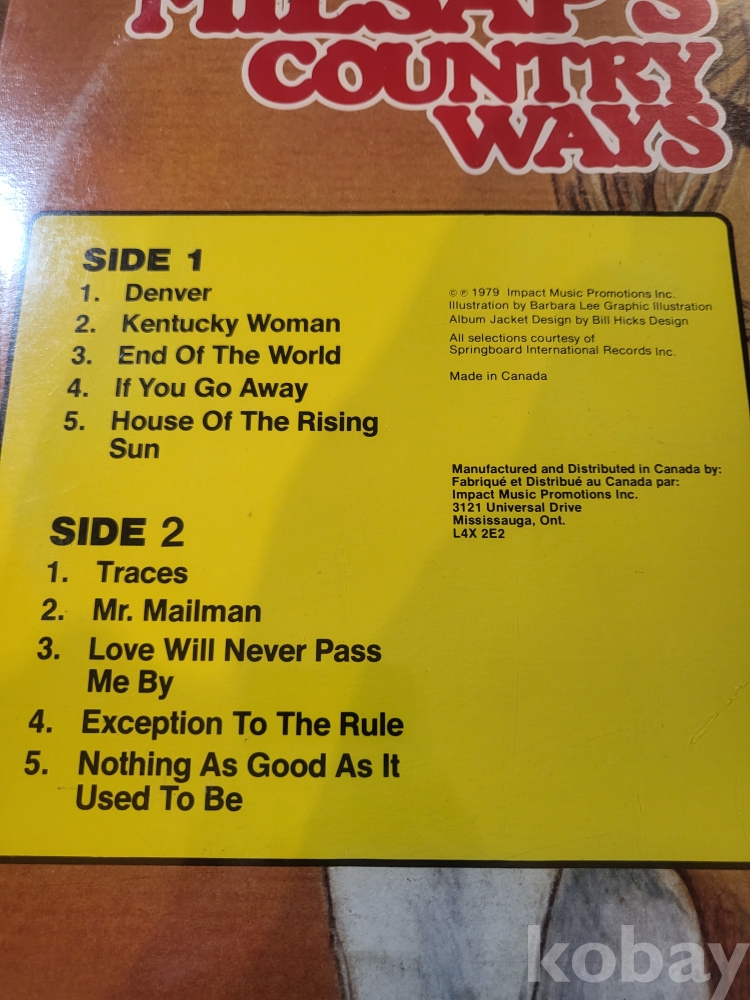 MILSAP'S
COUNTRY
WAYS
SIDE 1
1. Denver
2. Kentucky Woman
3. End Of The World
4. If You Go Away
5. House Of The Rising
Sun
SIDE 2
1. Traces
2. Mr. Mailman
3. Love Will Never Pass
Me By
4. Exception To The Rule
5. Nothing As Good As It
Used To Be
© ℗ 1979 Impact Music Promotions Inc.
Illustration by Barbara Lee Graphic Illustration
Album Jacket Design by Bill Hicks Design
All selections courtesy of
Springboard International Records Inc.
Made in Canada
Manufactured and Distributed in Canada by:
Fabriqué et Distribué au Canada par:
Impact Music Promotions Inc.
3121 Universal Drive
Mississauga, Ont.
L4X 2E2
kobay